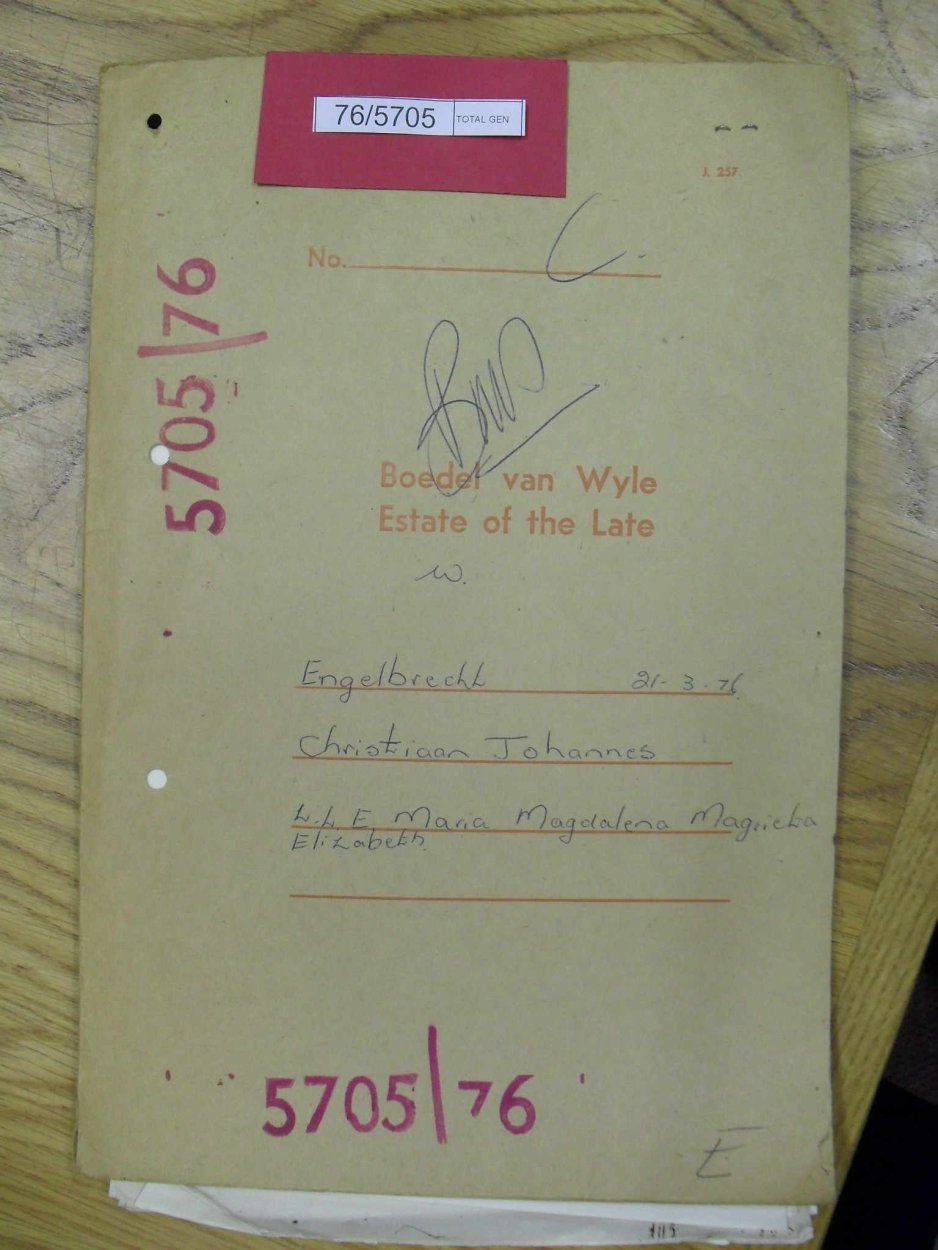 76/5705 TOTAL GEN
J. 257.
No. C.
5705/76
Boedel van Wyle
Estate of the Late
w.
Engelbrecht 21-3-76
Christiaan Johannes
E Maria Magdalena
Elizabeth
5705/76
E